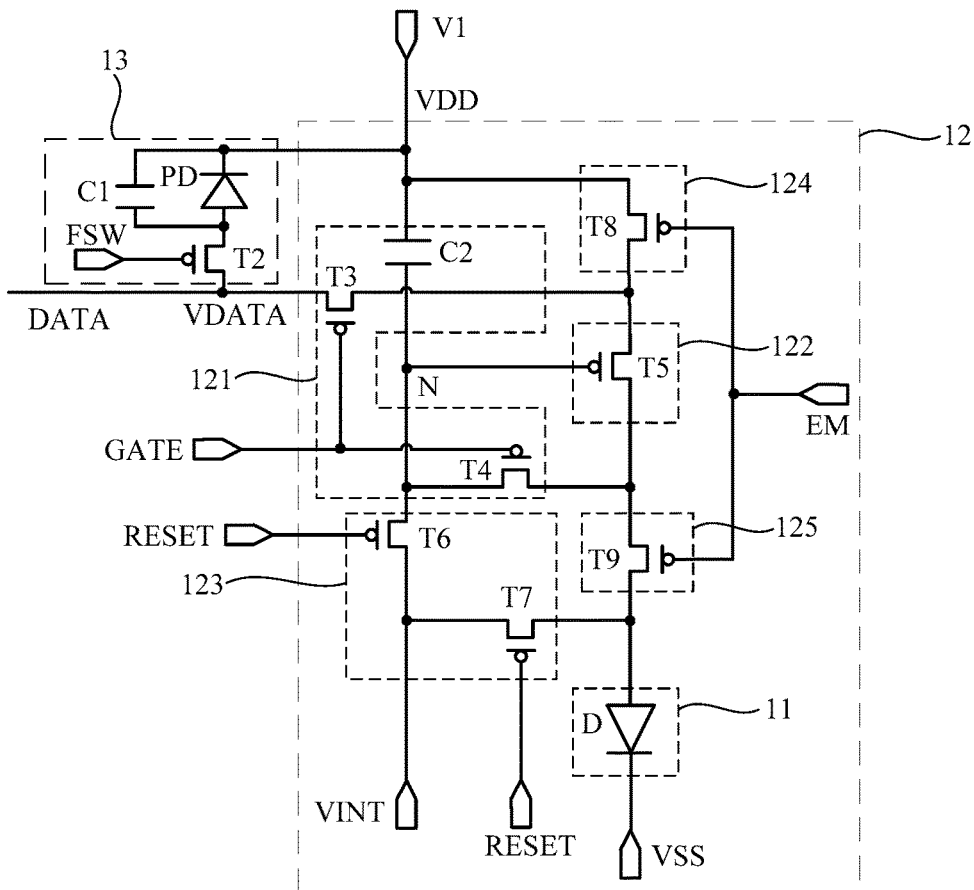 V1
13
VDD
12
PD
C1
124
FSW
T2
T8
C2
T3
DATA
VDATA
122
121
N
T5
EM
GATE
T4
RESET
T6
125
T9
123
T7
11
D
VINT
RESET
VSS